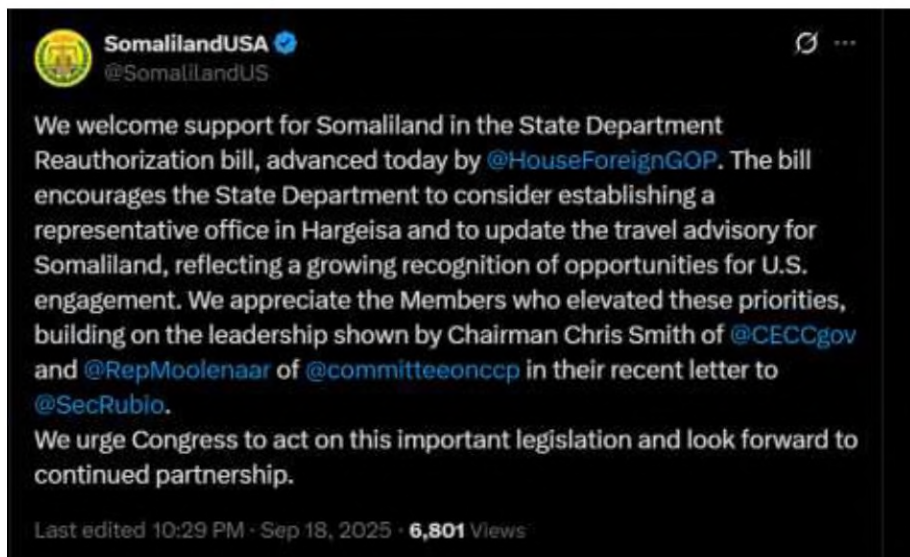 SomalilandUSA
@SomalilandUS
We welcome support for Somaliland in the State Department
Reauthorization bill, advanced today by @HouseForeignGOP. The bill
encourages the State Department to consider establishing a
representative office in Hargeisa and to update the travel advisory for
Somaliland, reflecting a growing recognition of opportunities for U.S.
engagement. We appreciate the Members who elevated these priorities,
building on the leadership shown by Chairman Chris Smith of @CECCgov
and @RepMoolenaar of @committeeonccp in their recent letter to
@SecRubio.
We urge Congress to act on this important legislation and look forward to
continued partnership.
Last edited 10:29 PM · Sep 18, 2025 · 6,801 Views